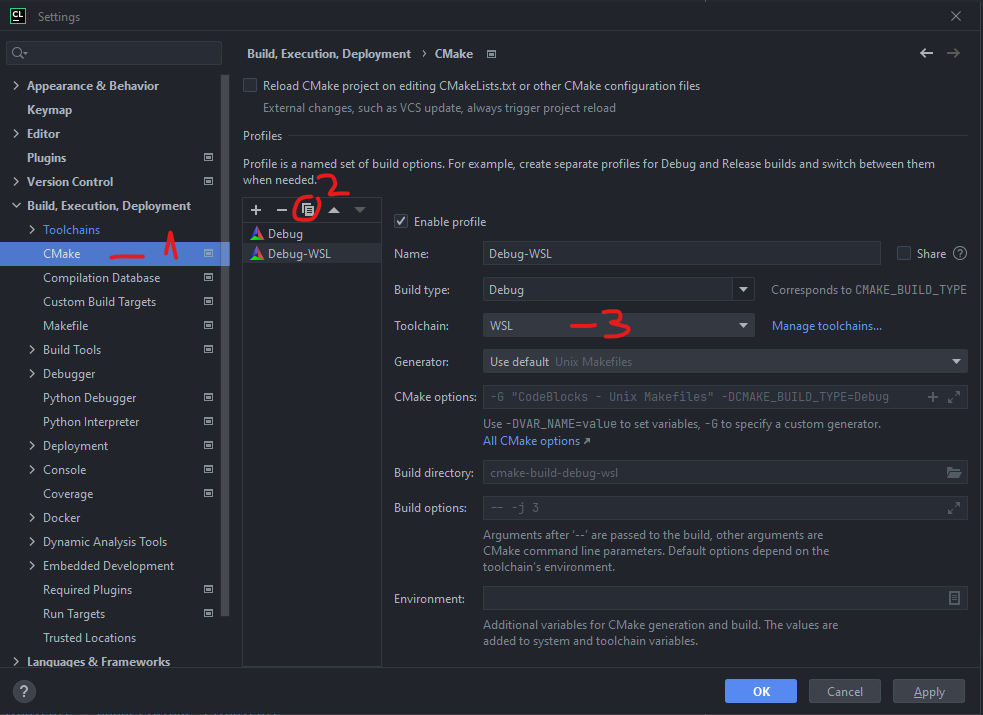 CL Settings
Build, Execution, Deployment › CMake
Reload CMake project on editing CMakeLists.txt or other CMake configuration files
External changes, such as VCS update, always trigger project reload
Profiles
Profile is a named set of build options. For example, create separate profiles for Debug and Release builds and switch between them
when needed.
2
Appearance & Behavior
Keymap
Editor
Plugins
Version Control
Build, Execution, Deployment
Toolchains
CMake
1
Compilation Database
Custom Build Targets
Makefile
Build Tools
Debugger
Python Debugger
Python Interpreter
Deployment
Console
Coverage
Docker
Dynamic Analysis Tools
Embedded Development
Required Plugins
Run Targets
Trusted Locations
Languages & Frameworks
Debug
Debug-WSL
Enable profile
Name: Debug-WSL Share ?
Build type: Debug Corresponds to CMAKE_BUILD_TYPE
Toolchain: WSL - 3 Manage toolchains...
Generator: Use default Unix Makefiles
CMake options: -G "CodeBlocks - Unix Makefiles" -DCMAKE_BUILD_TYPE=Debug
Use -DVAR_NAME=value to set variables, -G to specify a custom generator.
All CMake options ↗
Build directory: cmake-build-debug-wsl
Build options: -- -j 3
Arguments after '--' are passed to the build, other arguments are
CMake command line parameters. Default options depend on the
toolchain's environment.
Environment:
Additional variables for CMake generation and build. The values are
added to system and toolchain variables.
? OK Cancel Apply